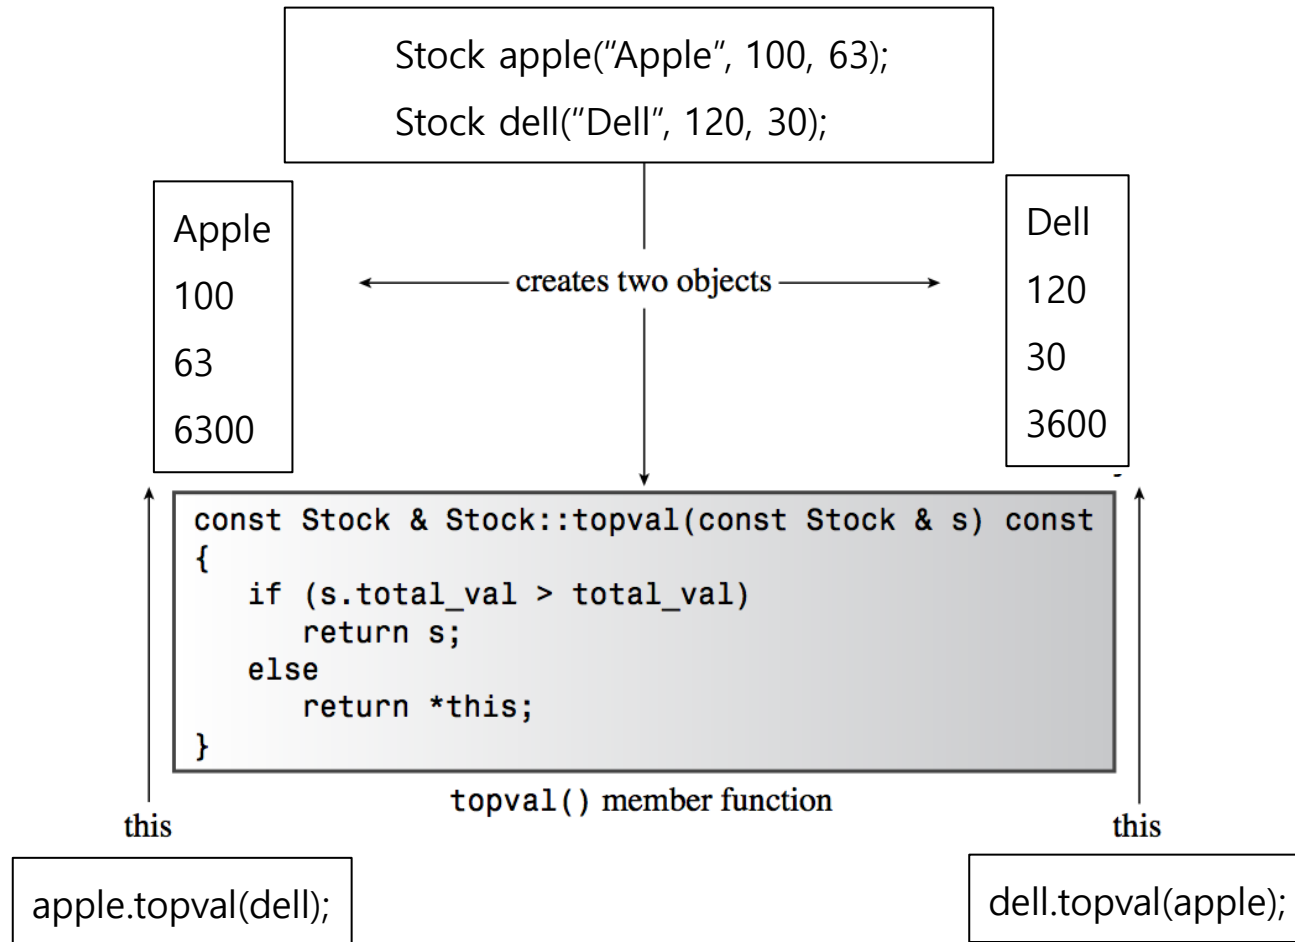 Stock apple(“Apple”, 100, 63);
Stock dell(“Dell”, 120, 30);
Apple
100
63
6300
creates two objects
Dell
120
30
3600
const Stock & Stock::topval(const Stock & s) const
{
if (s.total_val > total_val)
return s;
else
return *this;
}
topval() member function
this
this
apple.topval(dell);
dell.topval(apple);